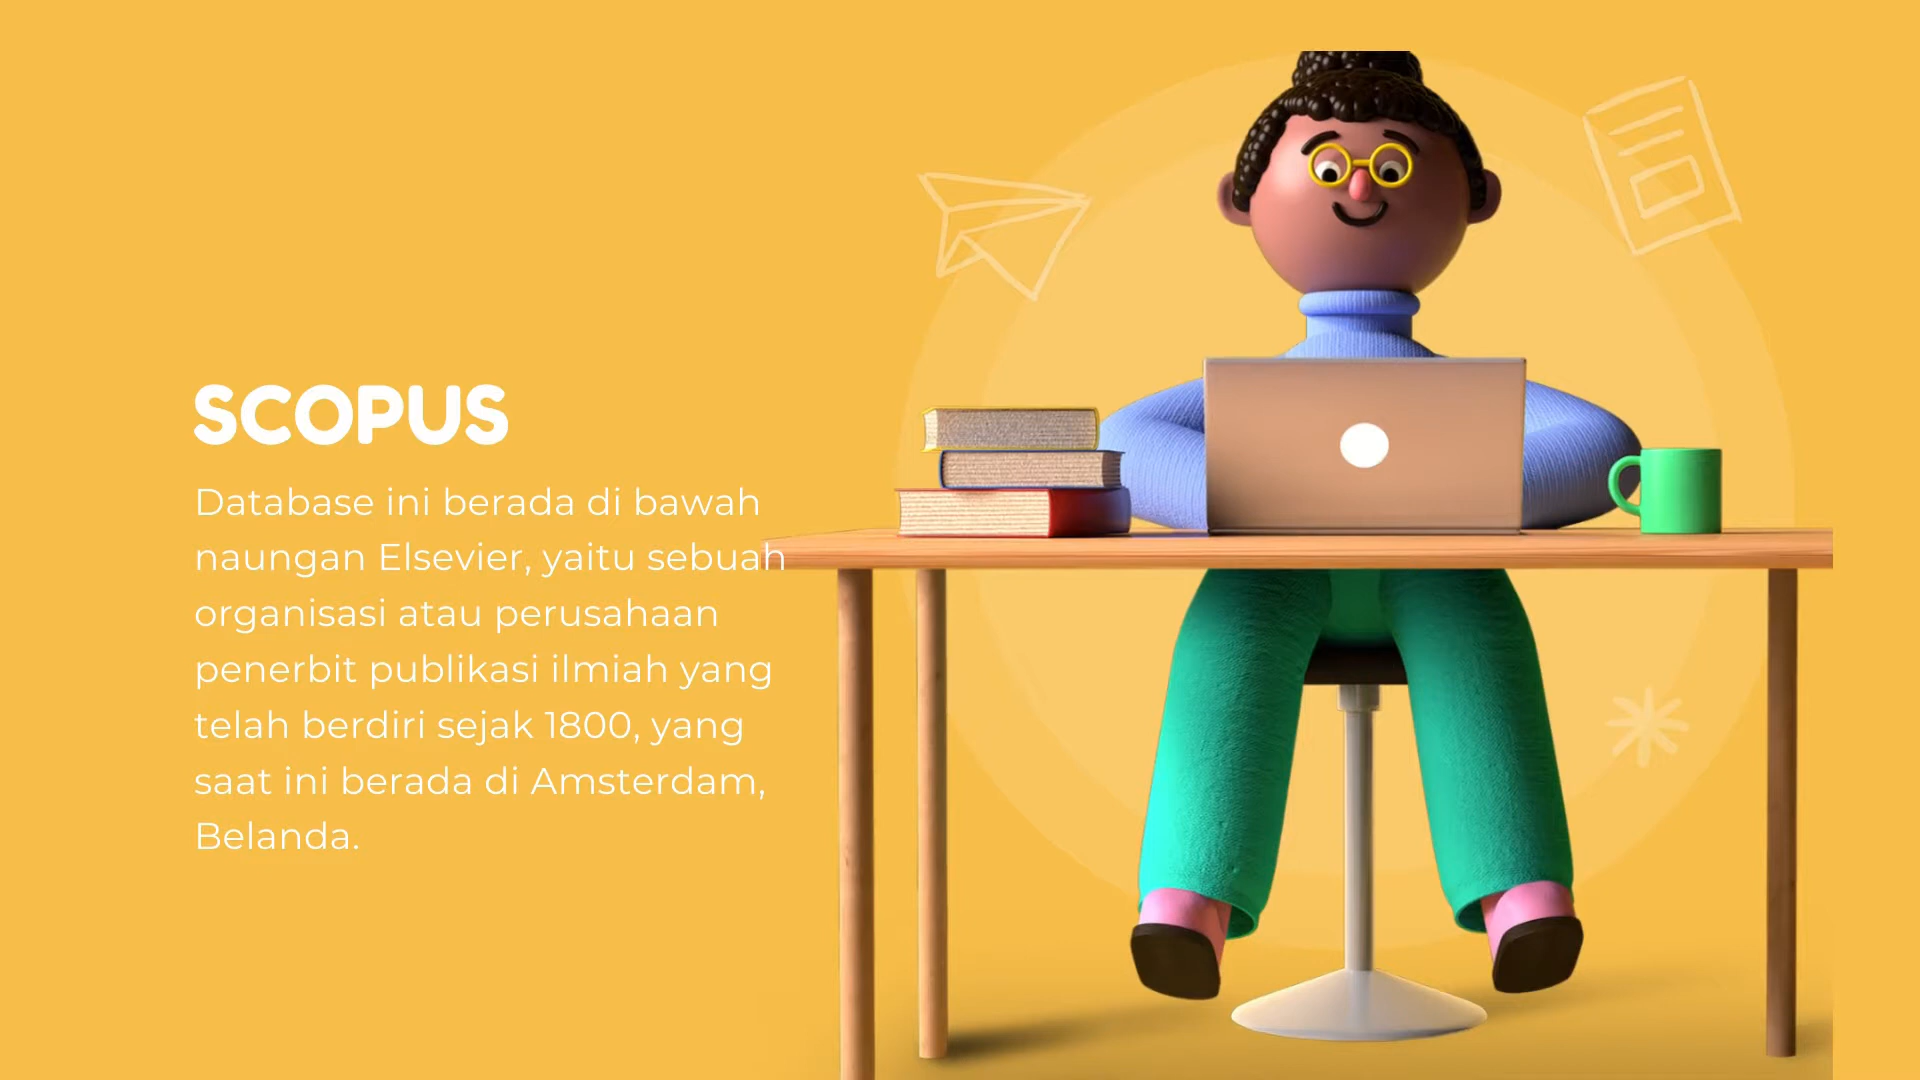 SCOPUS
Database ini berada di bawah
naungan Elsevier, yaitu sebuah
organisasi atau perusahaan
penerbit publikasi ilmiah yang
telah berdiri sejak 1800, yang
saat ini berada di Amsterdam,
Belanda.